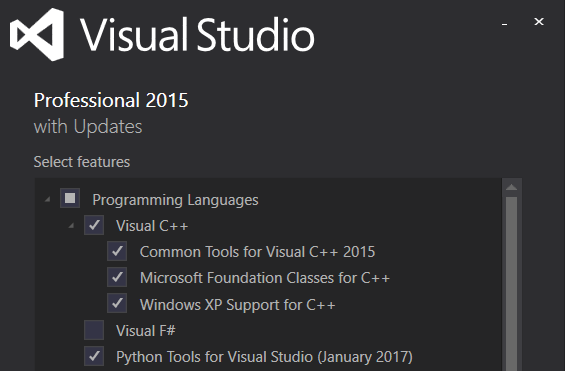 Visual Studio
Professional 2015
with Updates
Select features
Programming Languages
Visual C++
Common Tools for Visual C++ 2015
Microsoft Foundation Classes for C++
Windows XP Support for C++
Visual F#
Python Tools for Visual Studio (January 2017)